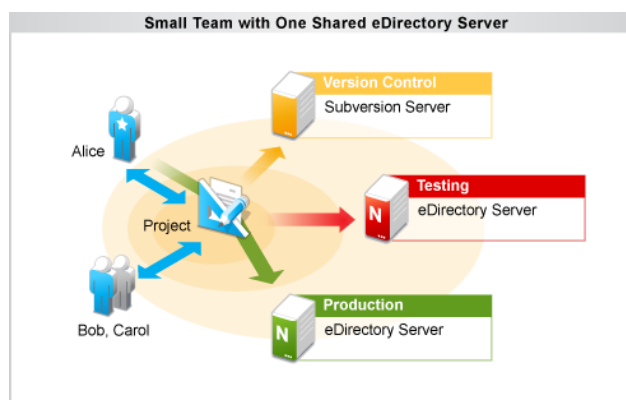 Small Team with One Shared eDirectory Server
Version Control
Subversion Server
Alice
Testing
N
eDirectory Server
Project
Production
N
eDirectory Server
Bob, Carol